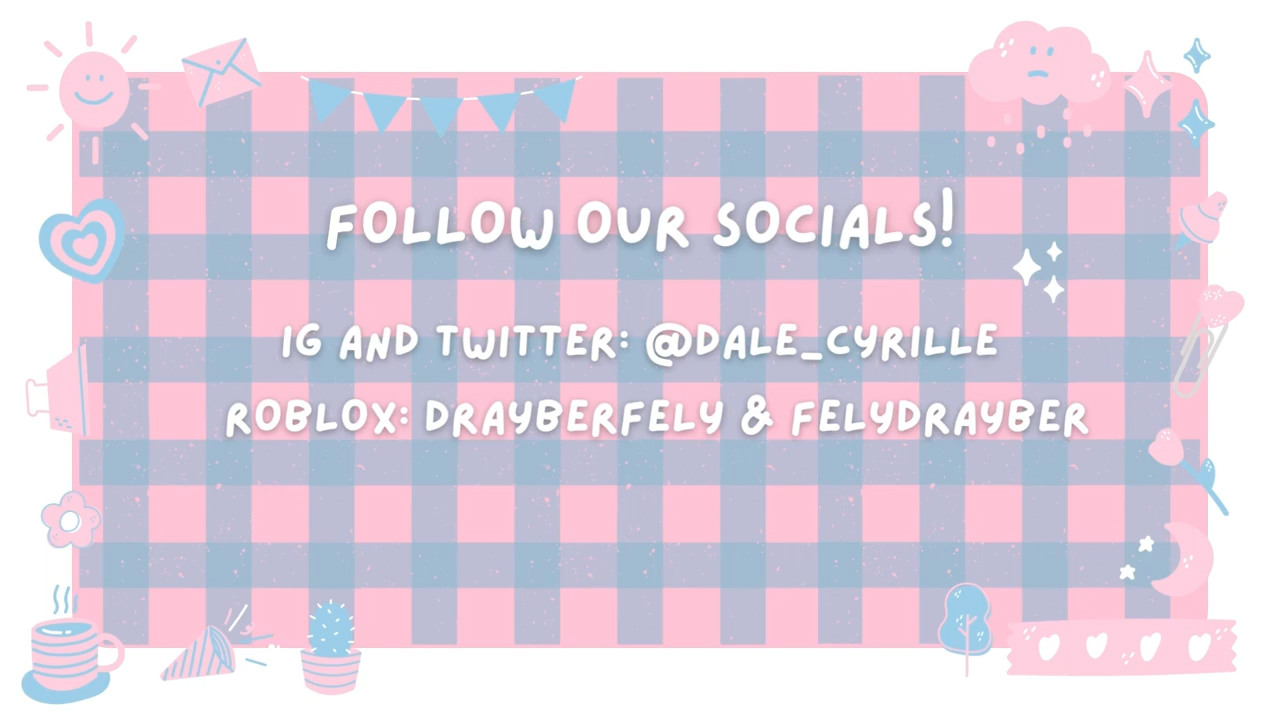 FOLLOW OUR SOCIALS!
IG AND TWITTER: @DALE_CYRILLE
ROBLOX: DRAYBERFELY & FELYDRAYBER